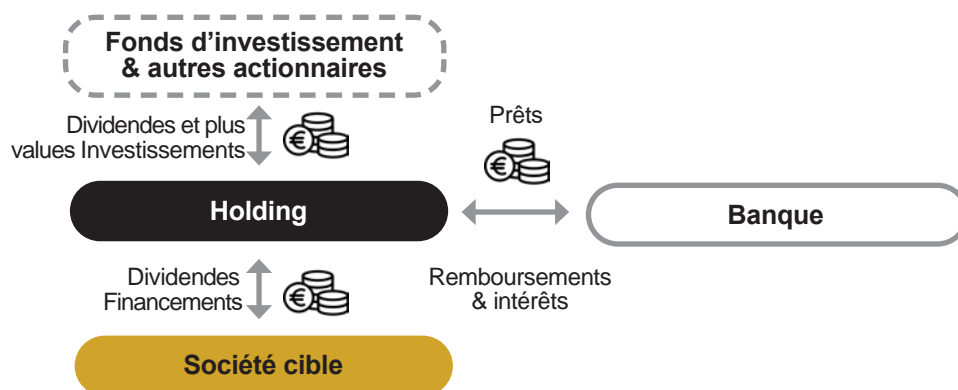 Fonds d’investissement
& autres actionnaires
Dividendes et plus
values Investissements
€
Prêts
€
Holding
Banque
Dividendes
Financements
€
Remboursements
& intérêts
Société cible